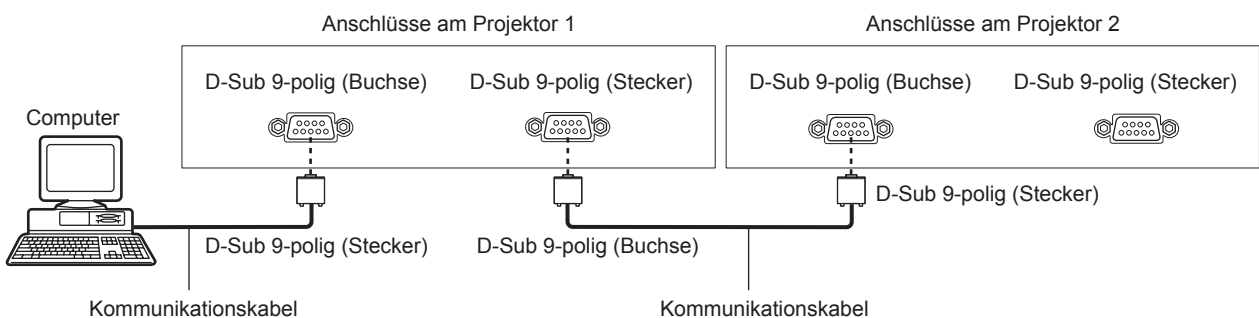 Anschlüsse am Projektor 1
Anschlüsse am Projektor 2
D-Sub 9-polig (Buchse)
D-Sub 9-polig (Stecker)
D-Sub 9-polig (Buchse)
D-Sub 9-polig (Stecker)
Computer
D-Sub 9-polig (Stecker)
D-Sub 9-polig (Stecker)
D-Sub 9-polig (Buchse)
Kommunikationskabel
Kommunikationskabel